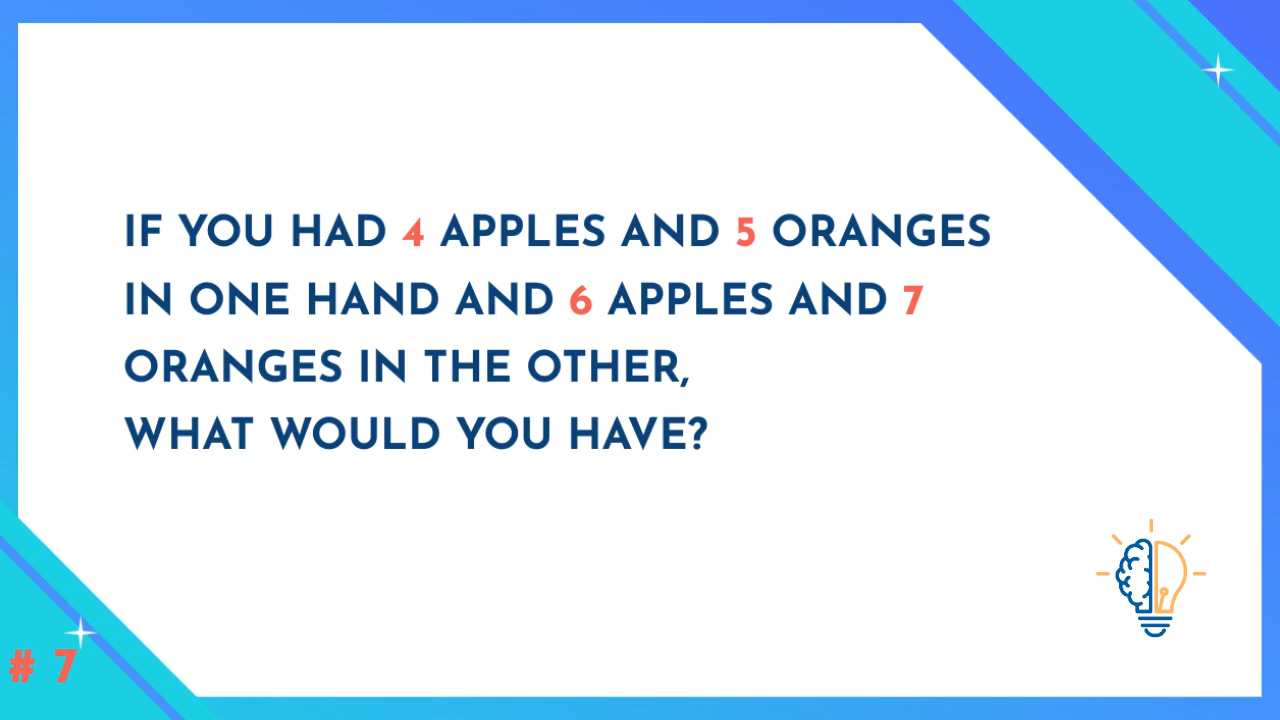 IF YOU HAD 4 APPLES AND 5 ORANGES
IN ONE HAND AND 6 APPLES AND 7
ORANGES IN THE OTHER,
WHAT WOULD YOU HAVE?
# 7